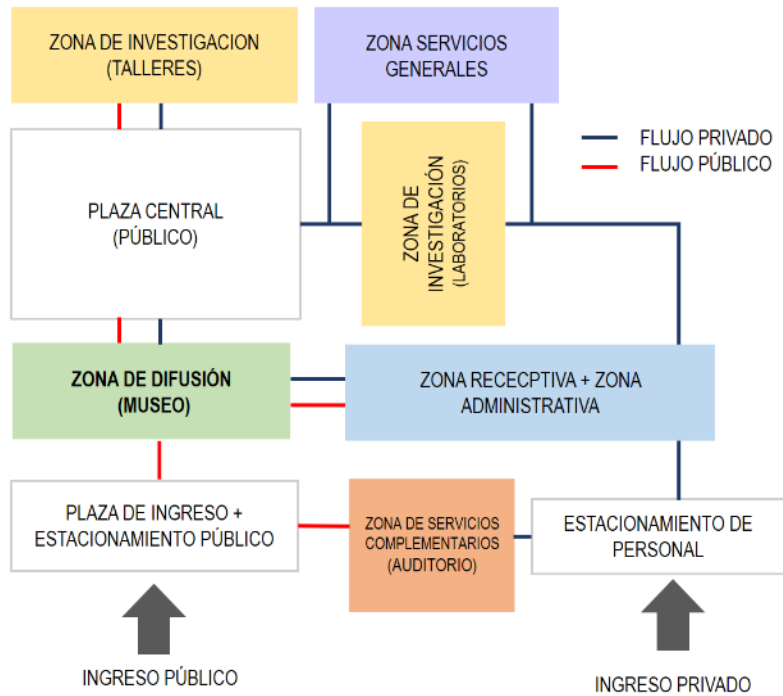 ZONA DE INVESTIGACION
(TALLERES)
ZONA SERVICIOS
GENERALES
FLUJO PRIVADO
FLUJO PÚBLICO
PLAZA CENTRAL
(PÚBLICO)
ZONA DE
INVESTIGACIÓN
(LABORATORIOS)
ZONA DE DIFUSIÓN
(MUSEO)
ZONA RECECPTIVA + ZONA
ADMINISTRATIVA
PLAZA DE INGRESO +
ESTACIONAMIENTO PÚBLICO
ZONA DE SERVICIOS
COMPLEMENTARIOS
(AUDITORIO)
ESTACIONAMIENTO DE
PERSONAL
INGRESO PÚBLICO
INGRESO PRIVADO